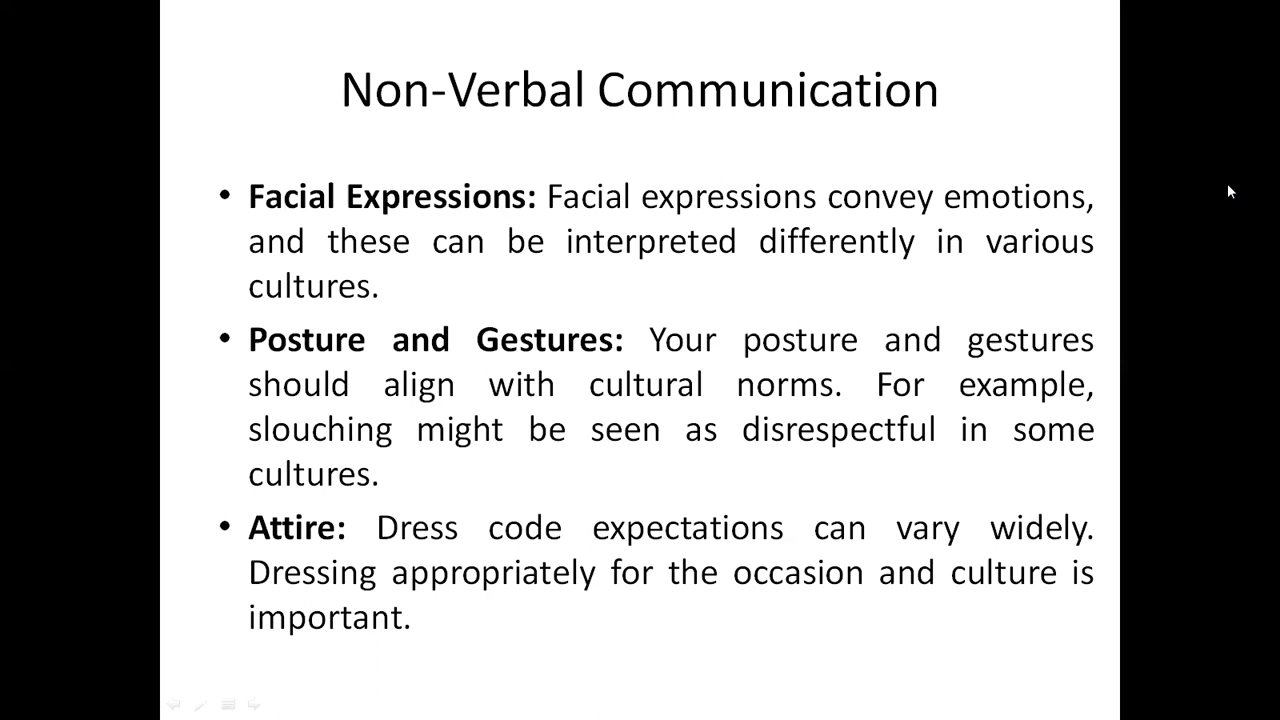 Non-Verbal Communication
• Facial Expressions: Facial expressions convey emotions,
and these can be interpreted differently in various
cultures.
• Posture and Gestures: Your posture and gestures
should align with cultural norms. For example,
slouching might be seen as disrespectful in some
cultures.
• Attire: Dress code expectations can vary widely.
Dressing appropriately for the occasion and culture is
important.